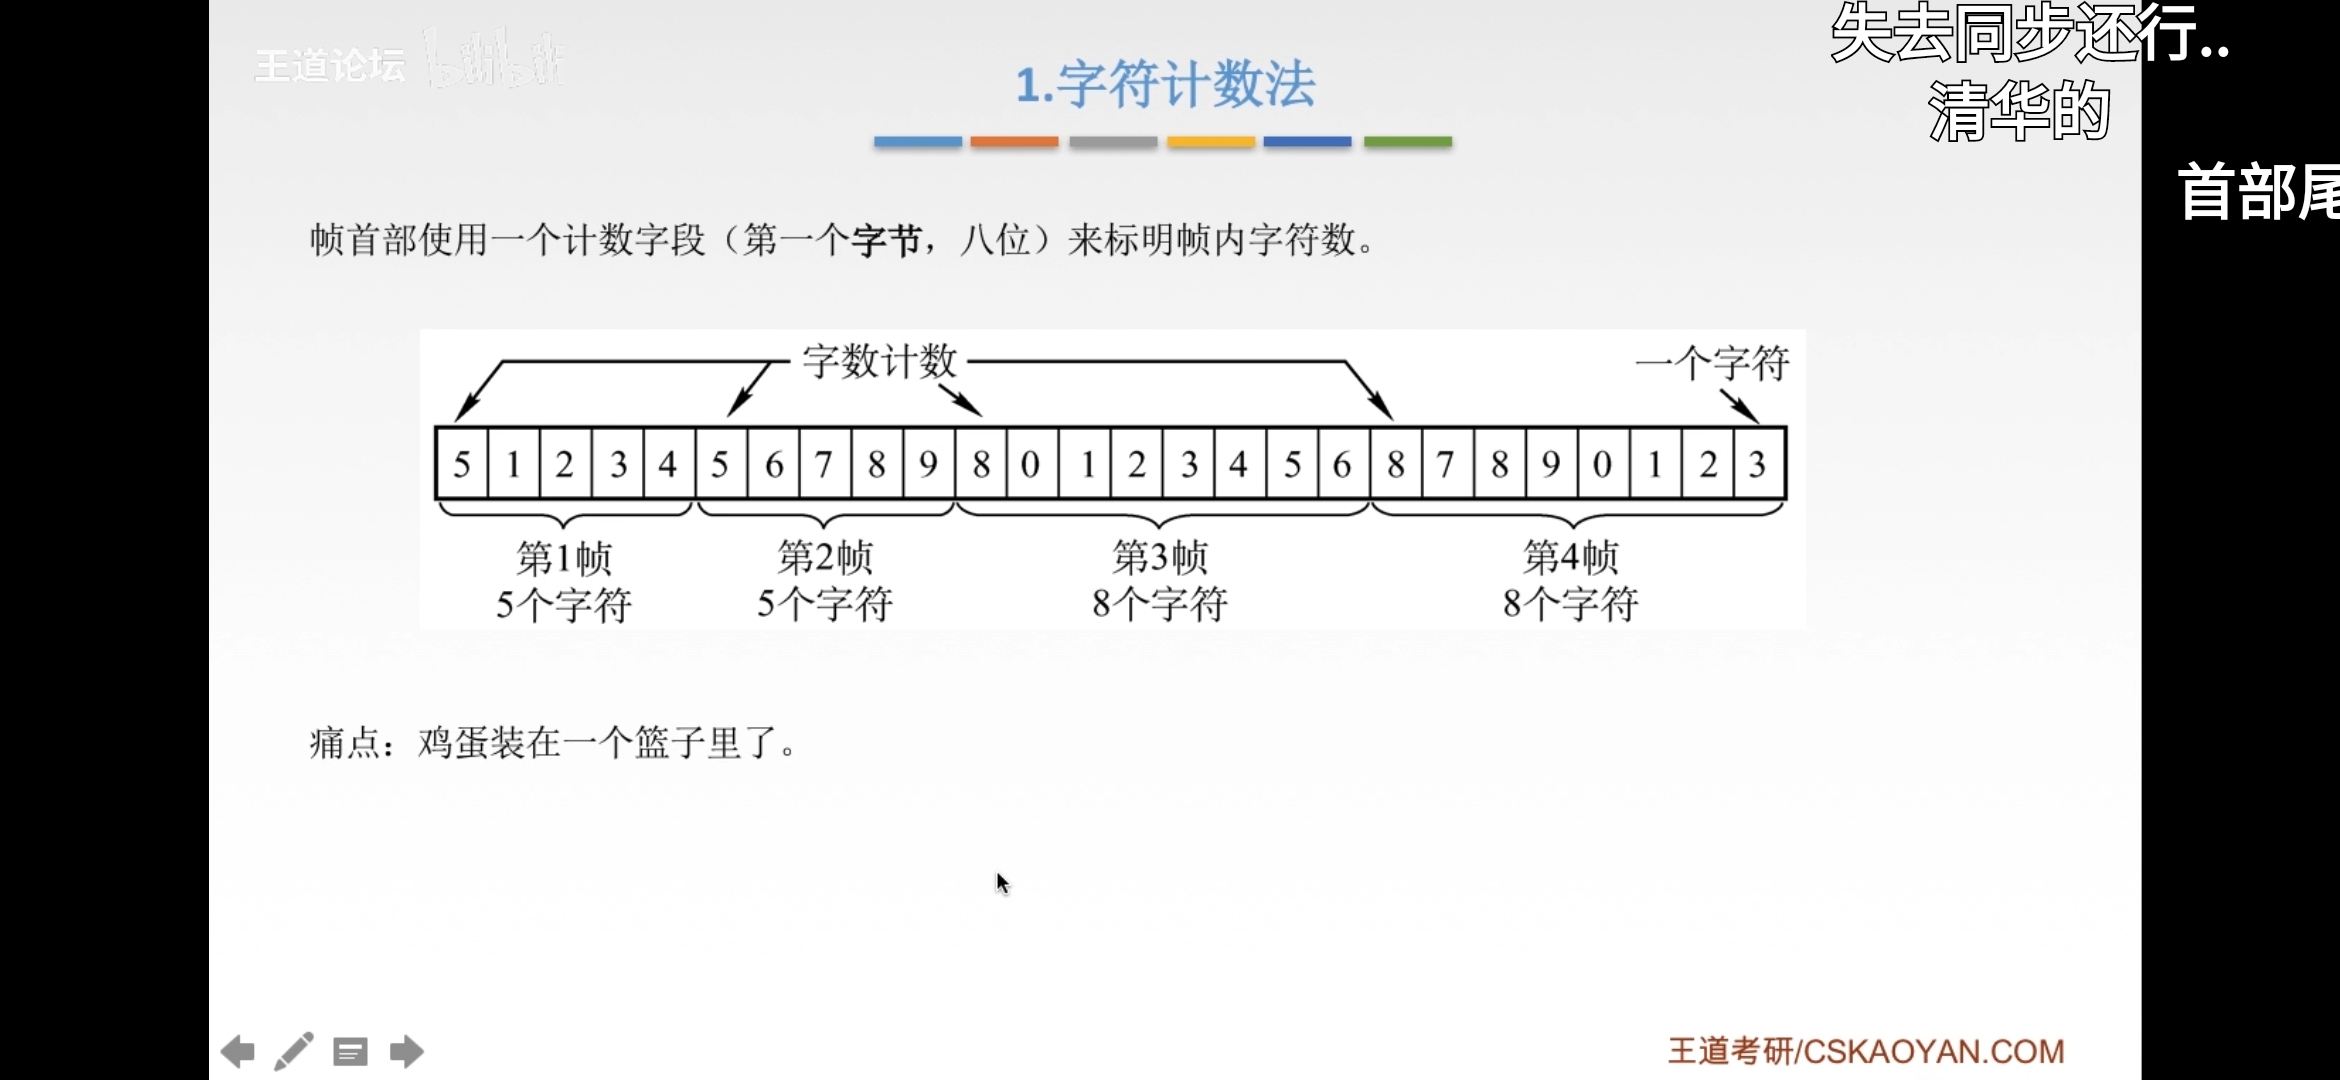 王道论坛 bilibili
失去同步还行..
清华的
首部尾
1.字符计数法
帧首部使用一个计数字段（第一个字节，八位）来标明帧内字符数。
字数计数
一个字符
5 1 2 3 4 5 6 7 8 9 8 0 1 2 3 4 5 6 8 7 8 9 0 1 2 3
第1帧 第2帧 第3帧 第4帧
5个字符 5个字符 8个字符 8个字符
痛点：鸡蛋装在一个篮子里了。
王道考研/CSKAOYAN.COM